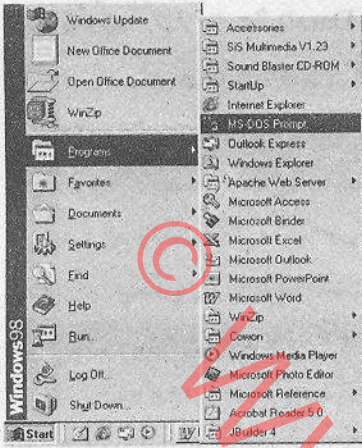 Windows Update
New Office Document
Open Office Document
WinZip
Programs
Favorites
Documents
Settings
Find
Help
Run...
Log Off...
Shut Down...
Windows98
Start
Accessories
SiS Multimedia V1.23
Sound Blaster CD-ROM
StartUp
Internet Explorer
MS-DOS Prompt
Outlook Express
Windows Explorer
Apache Web Server
Microsoft Access
Microsoft Binder
Microsoft Excel
Microsoft Outlook
Microsoft PowerPoint
Microsoft Word
WinZip
Cowon
Windows Media Player
Microsoft Photo Editor
Microsoft Reference
Acrobat Reader 5.0
JBuilder 4
©